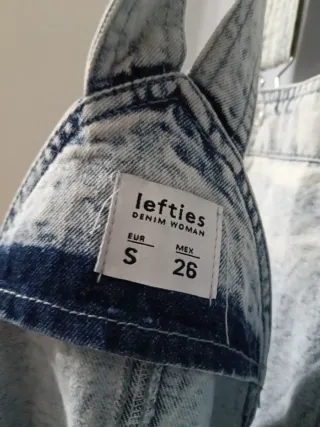 lefties
DENIM WOMAN
EUR MEX
S 26